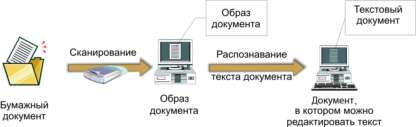 Образ
документа
Текстовый
документ
Сканирование
Распознавание
текста документа
Бумажный
документ
Образ
документа
Документ,
в котором можно
редактировать текст